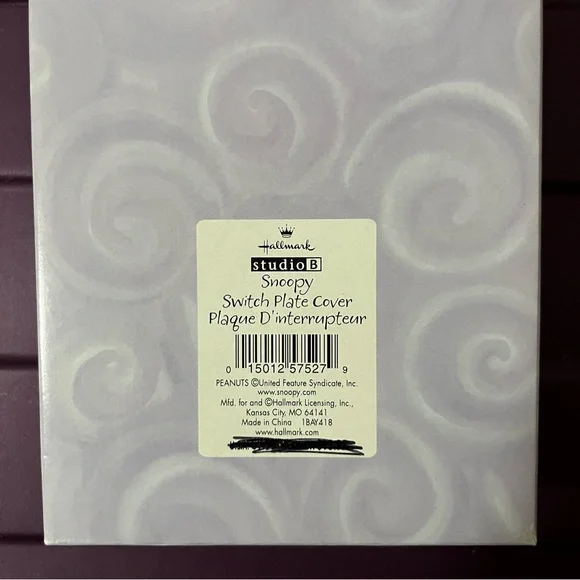 Hallmark
studio B
Snoopy
Switch Plate Cover
Plaque D'interrupteur
0 15012 57527 9
PEANUTS ©United Feature Syndicate, Inc.
www.snoopy.com
Mfd. for and ©Hallmark Licensing, Inc.,
Kansas City, MO 64141
Made in China 1BAY418
www.hallmark.com